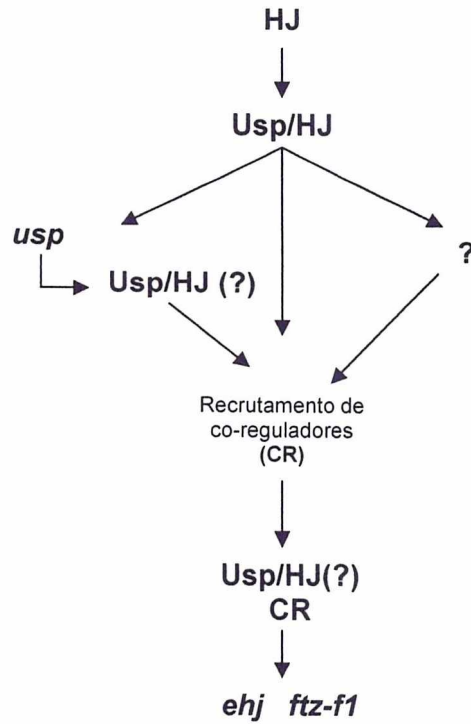 HJ
Usp/HJ
usp
?
Usp/HJ (?)
Recrutamento de
co-reguladores
(CR)
Usp/HJ(?)
CR
ehj ftz-f1